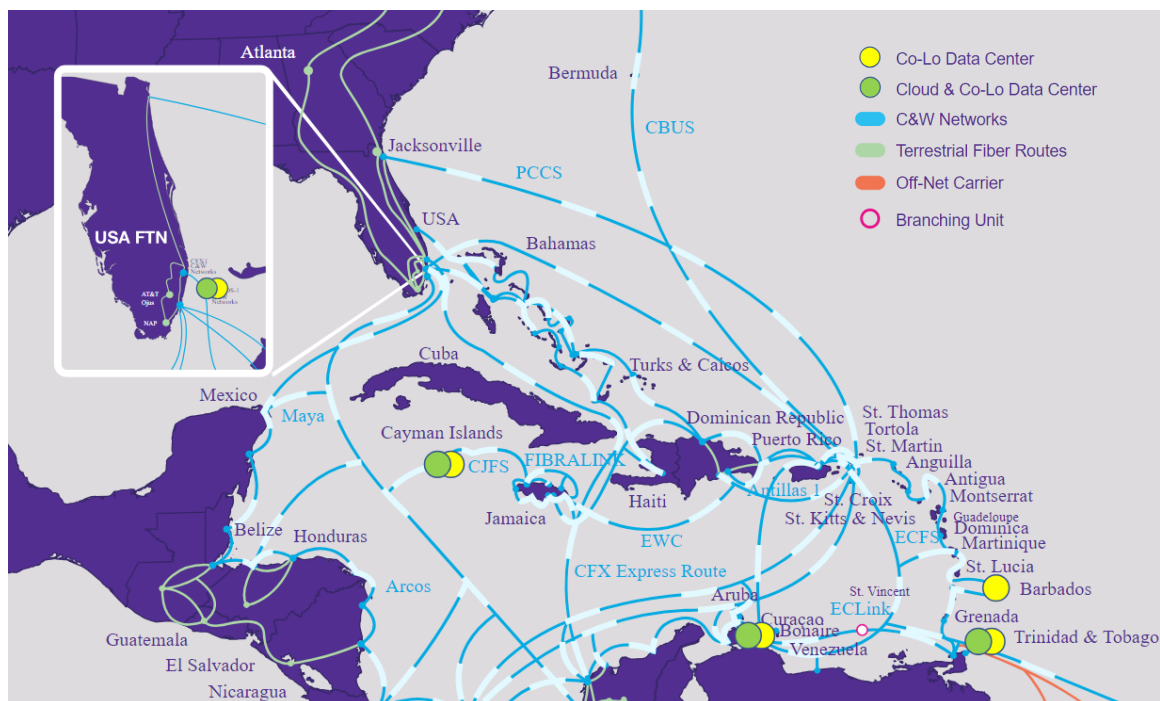 Atlanta
Bermuda
Co-Lo Data Center
Cloud & Co-Lo Data Center
C&W Networks
Terrestrial Fiber Routes
Off-Net Carrier
Branching Unit
CBUS
Jacksonville
PCCS
USA
Bahamas
USA FTN
C&W
Networks
AT&T
Ojus
Networks
NAP
Cuba
Turks & Caicos
Mexico
Maya
Dominican Republic
Puerto Rico
St. Thomas
Tortola
St. Martin
Cayman Islands
CJFS
FIBRALINK
Anguilla
Antigua
Montserrat
Guadeloupe
Dominica
Martinique
Jamaica
Haiti
Antillas 1
St. Croix
St. Kitts & Nevis
ECFS
Belize
Honduras
EWC
St. Lucia
Arcos
CFX Express Route
Barbados
Aruba
St. Vincent
ECLink
Curacao
Bonaire
Venezuela
Grenada
Trinidad & Tobago
Guatemala
El Salvador
Nicaragua